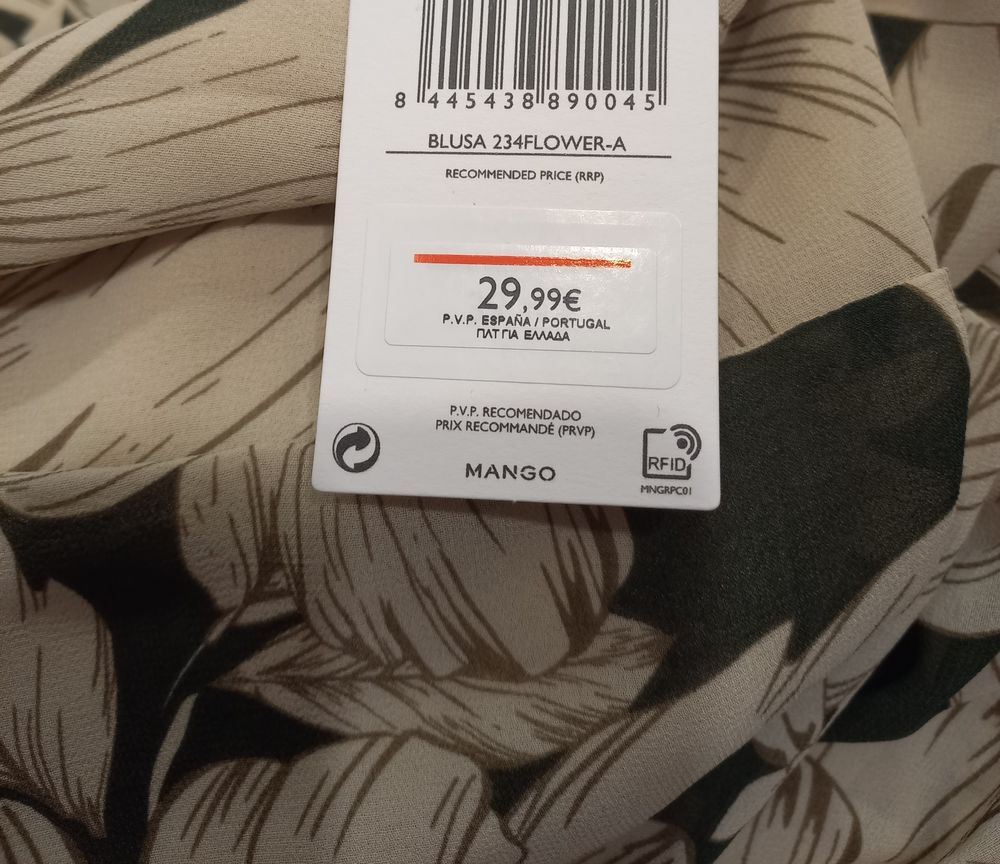 8 445438 890045
BLUSA 234FLOWER-A
RECOMMENDED PRICE (RRP)
29,99€
P.V.P. ESPAÑA / PORTUGAL
ΠΛΤ ΓΙΑ ΕΛΛΑΔΑ
P.V.P. RECOMENDADO
PRIX RECOMMANDÉ (PRVP)
MANGO
RFID
MNGRPC01